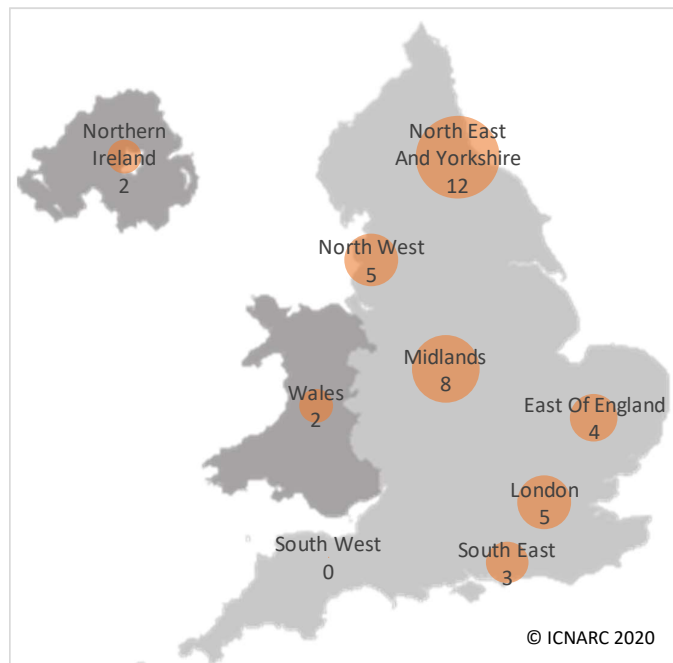 Northern
Ireland
2
North East
And Yorkshire
12
North West
5
Midlands
8
Wales
2
East Of England
4
London
5
South West
0
South East
3
© ICNARC 2020